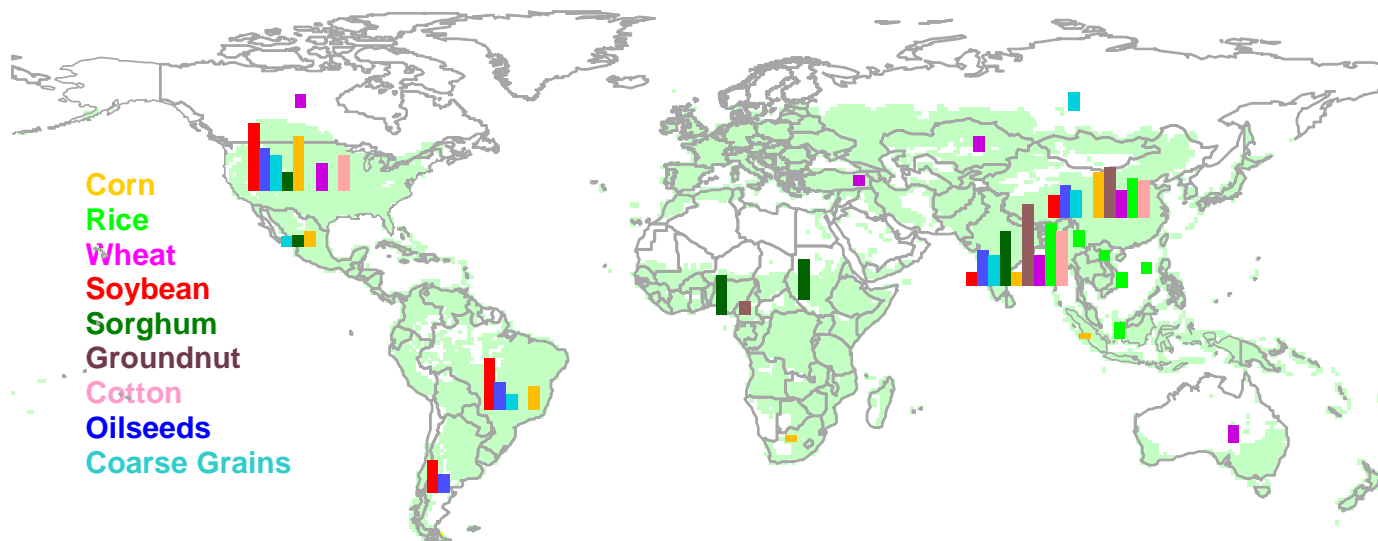 Corn
Rice
Wheat
Soybean
Sorghum
Groundnut
Cotton
Oilseeds
Coarse Grains